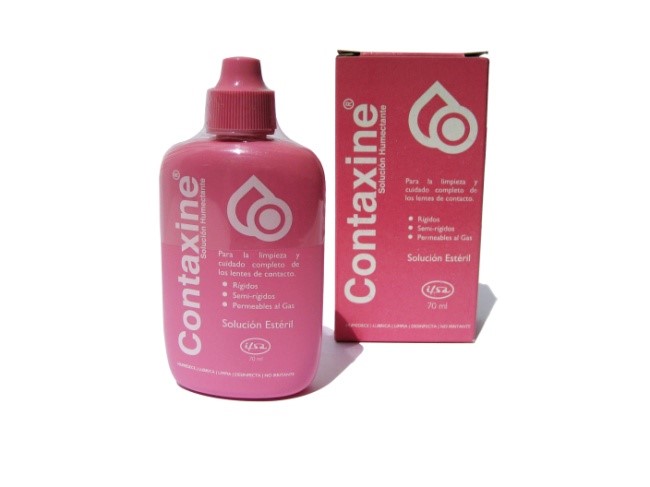 Contaxine®
Solución Humectante
Para la limpieza y
cuidado completo de
los lentes de contacto.
Rígidos
Semi-rígidos
Permeables al Gas
Solución Estéril
70 ml
Contaxine®
Solución Humectante
Para la limpieza y
cuidado completo de
los lentes de contacto.
Rígidos
Semi-rígidos
Permeables al Gas
Solución Estéril
70 ml